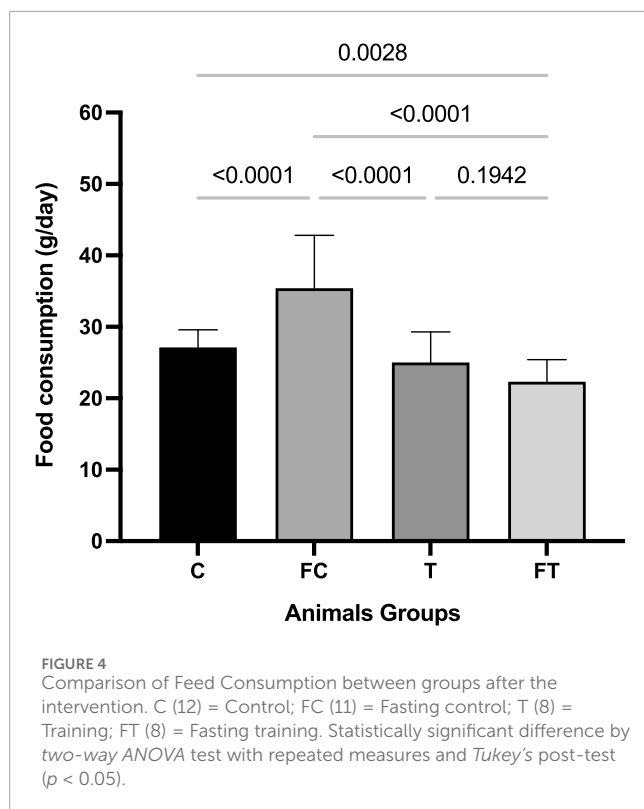 0.0028
<0.0001
<0.0001 <0.0001 0.1942
60
50
40
30
20
10
0
Food consumption (g/day)
C FC T FT
Animals Groups
FIGURE 4
Comparison of Feed Consumption between groups after the
intervention. C (12) = Control; FC (11) = Fasting control; T (8) =
Training; FT (8) = Fasting training. Statistically significant difference by
two-way ANOVA test with repeated measures and Tukey's post-test
(p < 0.05).